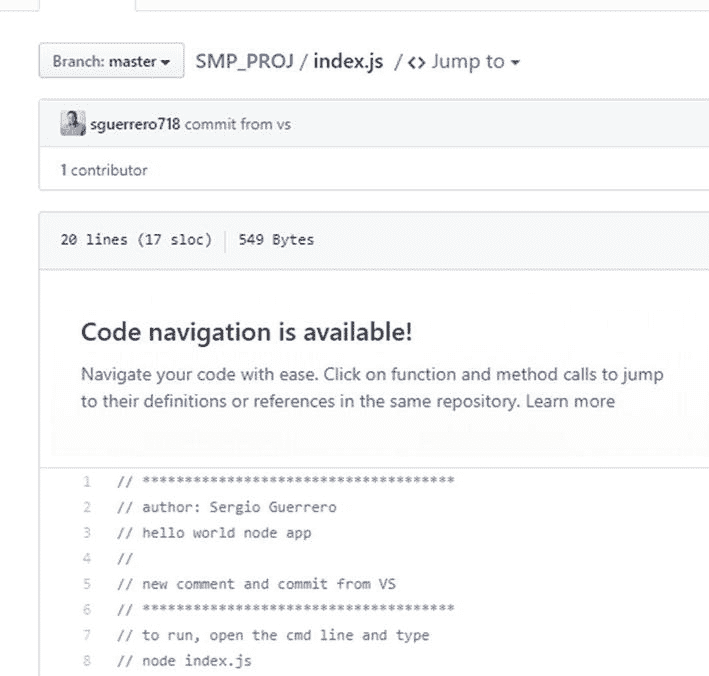 Branch: master
SMP_PROJ / index.js / <> Jump to
sguerrero718 commit from vs
1 contributor
20 lines (17 sloc) 549 Bytes
Code navigation is available!
Navigate your code with ease. Click on function and method calls to jump
to their definitions or references in the same repository. Learn more
1 // *************************************
2 // author: Sergio Guerrero
3 // hello world node app
4 //
5 // new comment and commit from VS
6 // *************************************
7 // to run, open the cmd line and type
8 // node index.js